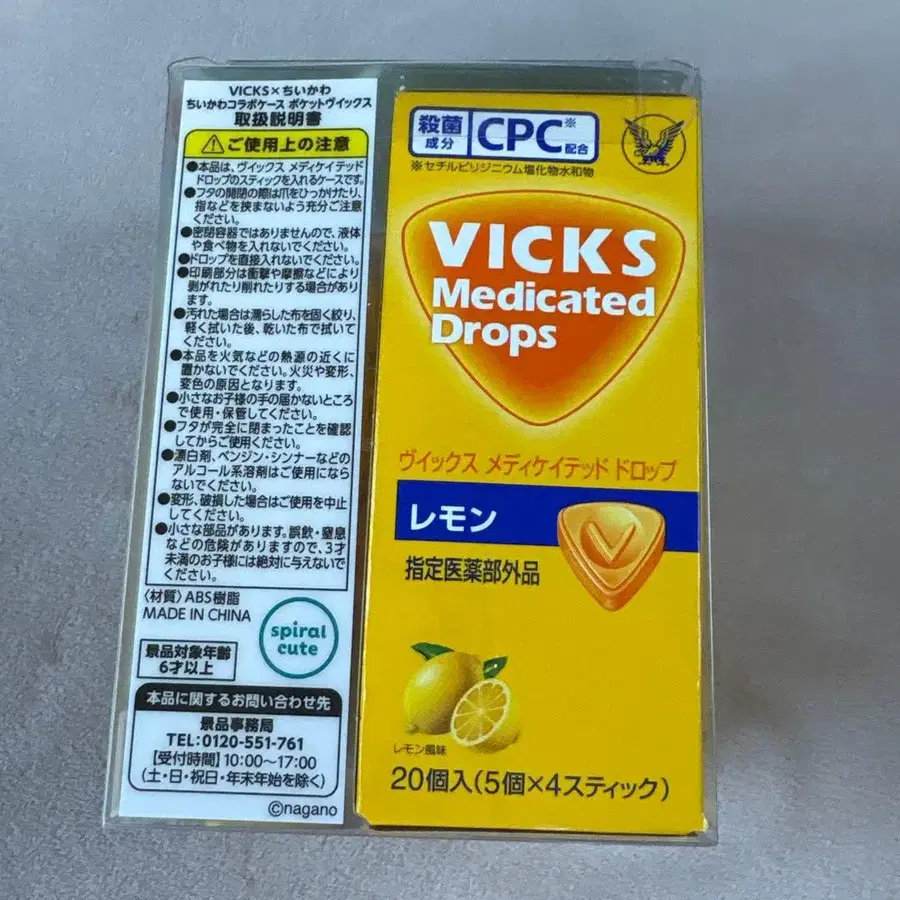 VICKS×ちいかわ
ちいかわコラボケース ポケットヴイックス
取扱説明書
ご使用上の注意
●本品は、ヴイックス メディケイテッド
ドロップのスティックを入れるケースです。
●フタの開閉の際は爪をひっかけたり、
指などを挟まないよう充分ご注意
ください。
●密閉容器ではありませんので、液体
や食べ物を入れないでください。
●ドロップを直接入れないでください。
●印刷部分は衝撃や摩擦などにより
剥がれたり削れたりする場合があり
ます。
●汚れた場合は濡らした布を固く絞り、
軽く拭いた後、乾いた布で拭いて
ください。
●本品を火気などの熱源の近くに
置かないでください。火災や変形、
変色の原因となります。
●小さなお子様の手の届かないところ
で使用・保管してください。
●フタが完全に閉まったことを確認
してからご使用ください。
●漂白剤、ベンジン・シンナーなどの
アルコール系溶剤はご使用になら
ないでください。
●変形、破損した場合はご使用を中止
してください。
●小さな部品があります。誤飲・窒息
などの危険がありますので、3才
未満のお子様には絶対に与えないで
ください。
〈材質〉ABS樹脂
MADE IN CHINA
spiral
cute
景品対象年齢
6才以上
本品に関するお問い合わせ先
景品事務局
TEL:0120-551-761
【受付時間】10:00〜17:00
(土・日・祝日・年末年始を除く)
©nagano
殺菌
成分
CPC※
配合
※セチルピリジニウム塩化物水和物
VICKS
Medicated
Drops
ヴイックス メディケイテッド ドロップ
レモン
指定医薬部外品
レモン風味
20個入(5個×4スティック)